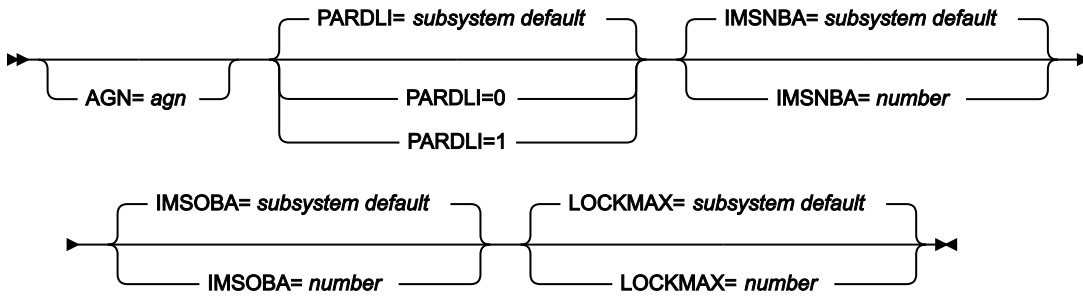 PARDLI= subsystem default
IMSNBA= subsystem default
AGN= agn
PARDLI=0
IMSNBA= number
PARDLI=1
IMSOBA= subsystem default
LOCKMAX= subsystem default
IMSOBA= number
LOCKMAX= number